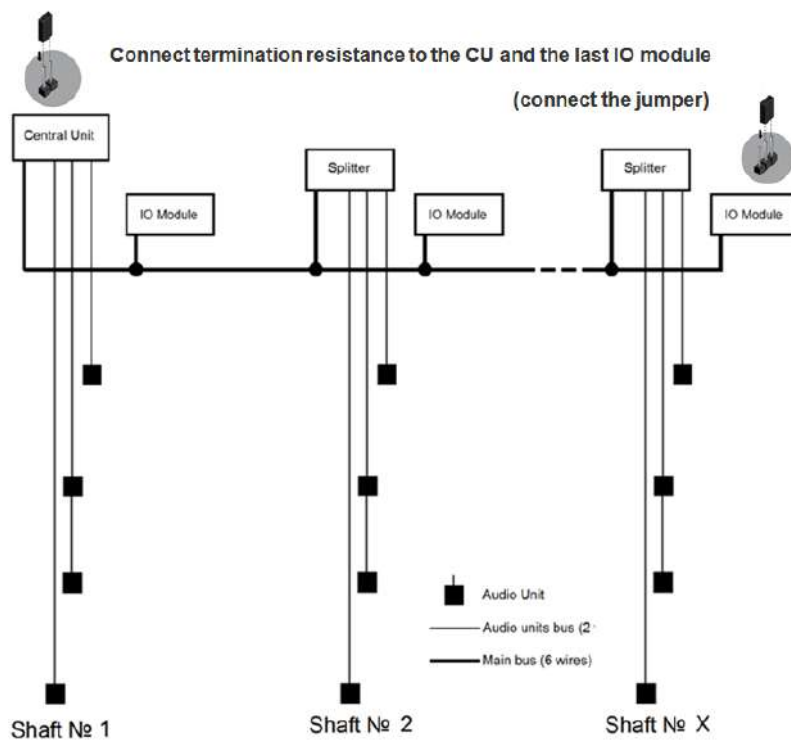 Connect termination resistance to the CU and the last IO module
(connect the jumper)
Central Unit
Splitter
Splitter
IO Module
IO Module
IO Module
Audio Unit
Audio units bus (2
Main bus (6 wires)
Shaft № 1
Shaft № 2
Shaft № X